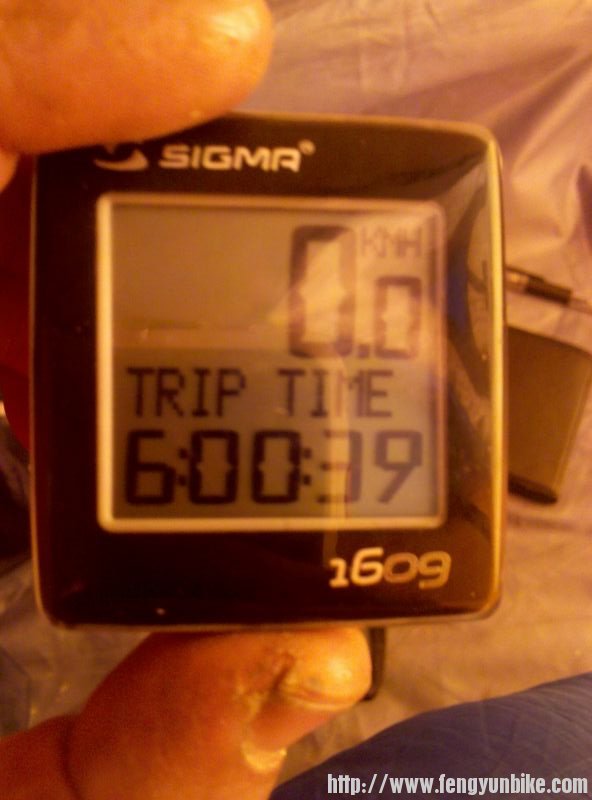 SIGMA®
KMH
0.0
TRIP TIME
6:00:39
1609
http://www.fengyunbike.com